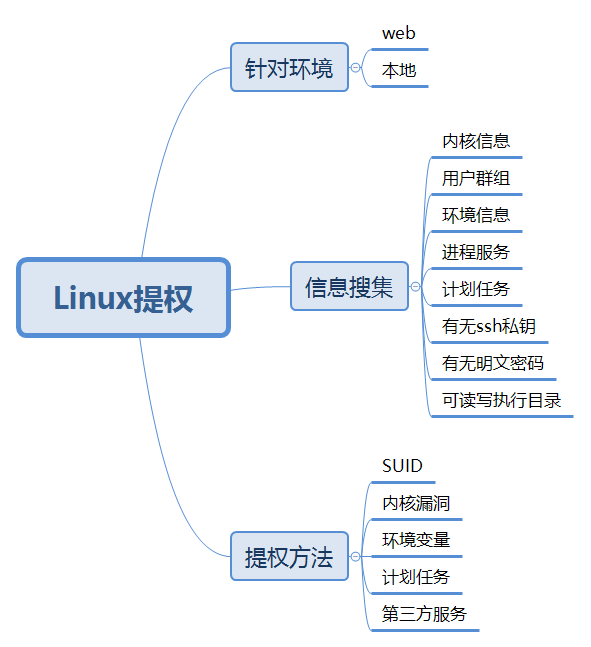 Linux提权
针对环境
web
本地
信息搜集
内核信息
用户群组
环境信息
进程服务
计划任务
有无ssh私钥
有无明文密码
可读写执行目录
提权方法
SUID
内核漏洞
环境变量
计划任务
第三方服务